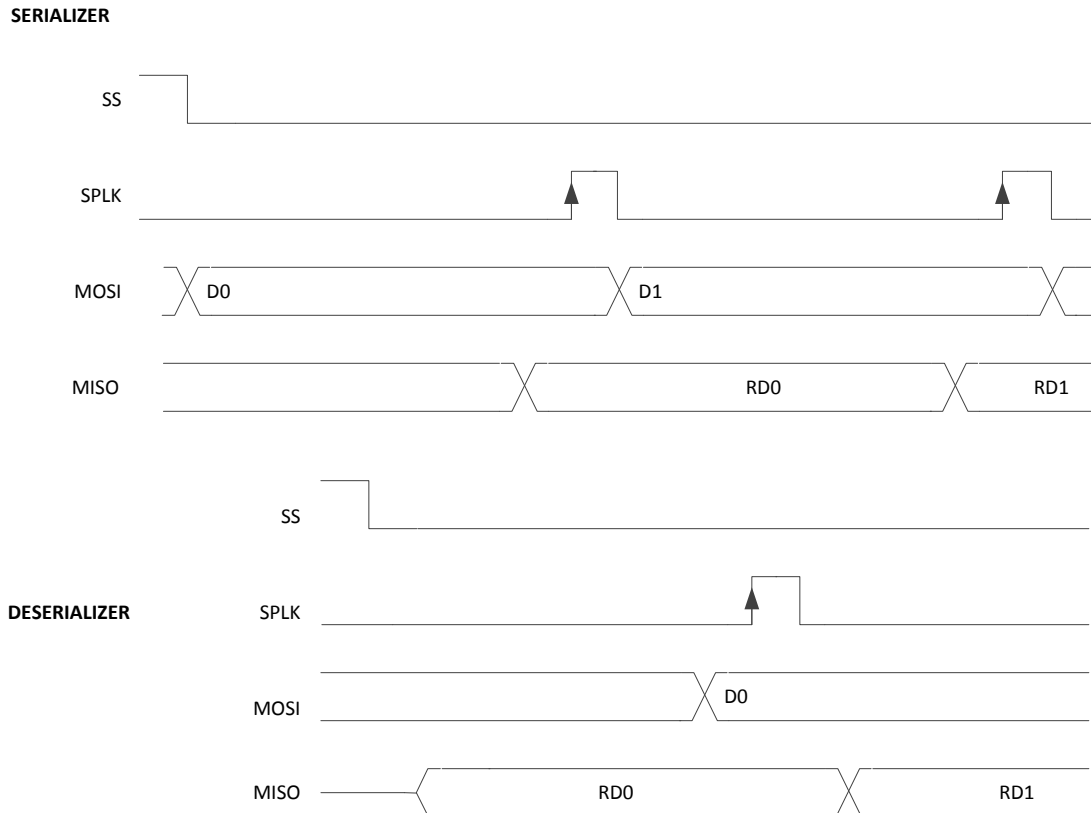 SERIALIZER
SS
SPLK
MOSI D0 D1
MISO RD0 RD1
SS
DESERIALIZER SPLK
MOSI D0
MISO RD0 RD1